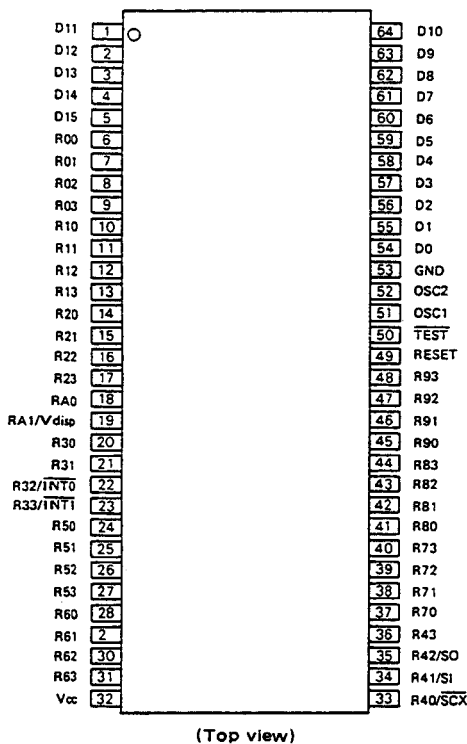 D11 1 64 D10
D12 2 63 D9
D13 3 62 D8
D14 4 61 D7
D15 5 60 D6
R00 6 59 D5
R01 7 58 D4
R02 8 57 D3
R03 9 56 D2
R10 10 55 D1
R11 11 54 D0
R12 12 53 GND
R13 13 52 OSC2
R20 14 51 OSC1
R21 15 50 TEST
R22 16 49 RESET
R23 17 48 R93
RA0 18 47 R92
RA1/Vdisp 19 46 R91
R30 20 45 R90
R31 21 44 R83
R32/INT0 22 43 R82
R33/INT1 23 42 R81
R50 24 41 R80
R51 25 40 R73
R52 26 39 R72
R53 27 38 R71
R60 28 37 R70
R61 2 36 R43
R62 30 35 R42/SO
R63 31 34 R41/SI
Vcc 32 33 R40/SCX
(Top view)